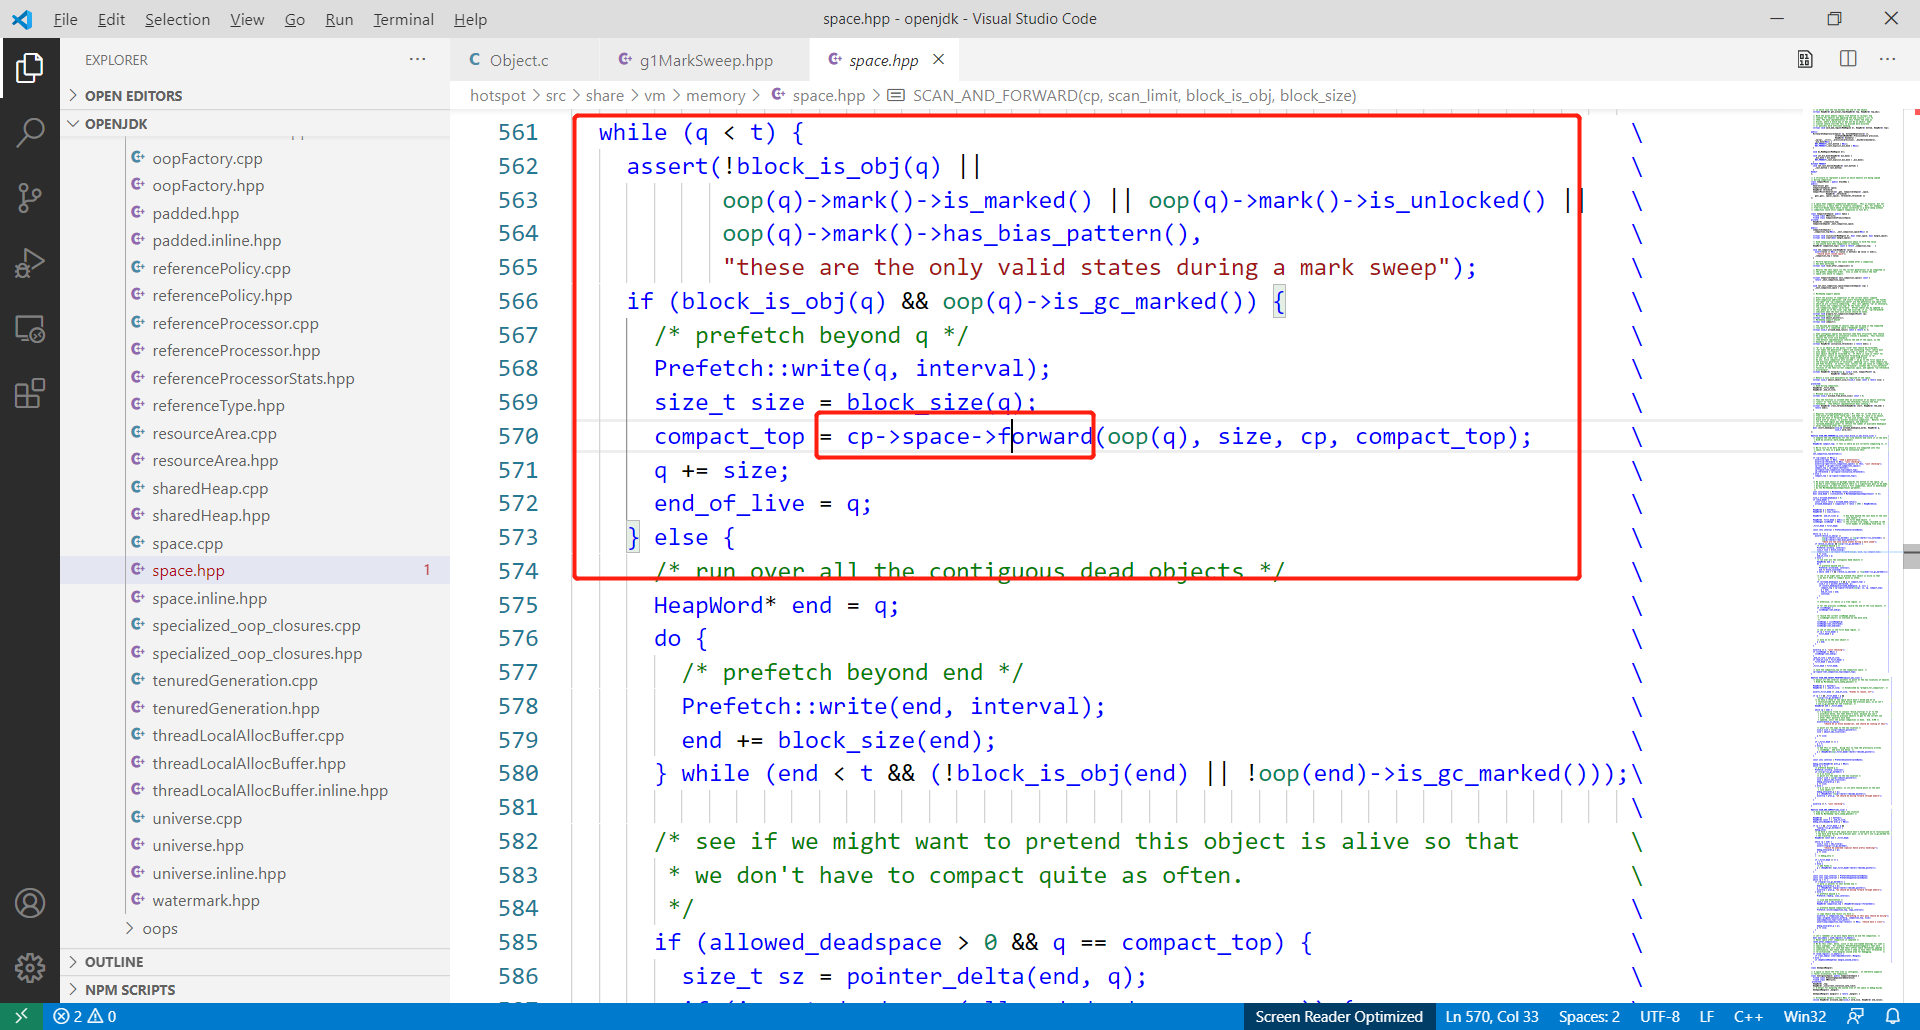 File Edit Selection View Go Run Terminal Help
space.hpp - openjdk - Visual Studio Code
EXPLORER
OPEN EDITORS
OPENJDK
oopFactory.cpp
oopFactory.hpp
padded.hpp
padded.inline.hpp
referencePolicy.cpp
referencePolicy.hpp
referenceProcessor.cpp
referenceProcessor.hpp
referenceProcessorStats.hpp
referenceType.hpp
resourceArea.cpp
resourceArea.hpp
sharedHeap.cpp
sharedHeap.hpp
space.cpp
space.hpp 1
space.inline.hpp
specialized_oop_closures.cpp
specialized_oop_closures.hpp
tenuredGeneration.cpp
tenuredGeneration.hpp
threadLocalAllocBuffer.cpp
threadLocalAllocBuffer.hpp
threadLocalAllocBuffer.inline.hpp
universe.cpp
universe.hpp
universe.inline.hpp
watermark.hpp
oops
OUTLINE
NPM SCRIPTS
Object.c g1MarkSweep.hpp space.hpp
hotspot > src > share > vm > memory > space.hpp > SCAN_AND_FORWARD(cp, scan_limit, block_is_obj, block_size)
561 while (q < t) { \
562 assert(!block_is_obj(q) || \
563 oop(q)->mark()->is_marked() || oop(q)->mark()->is_unlocked() || \
564 oop(q)->mark()->has_bias_pattern(), \
565 "these are the only valid states during a mark sweep"); \
566 if (block_is_obj(q) && oop(q)->is_gc_marked()) { \
567 /* prefetch beyond q */ \
568 Prefetch::write(q, interval); \
569 size_t size = block_size(q); \
570 compact_top = cp->space->forward(oop(q), size, cp, compact_top); \
571 q += size; \
572 end_of_live = q; \
573 } else { \
574 /* run over all the contiguous dead objects */ \
575 HeapWord* end = q; \
576 do { \
577 /* prefetch beyond end */ \
578 Prefetch::write(end, interval); \
579 end += block_size(end); \
580 } while (end < t && (!block_is_obj(end) || !oop(end)->is_gc_marked()));\
581 \
582 /* see if we might want to pretend this object is alive so that \
583 * we don't have to compact quite as often. \
584 */ \
585 if (allowed_deadspace > 0 && q == compact_top) { \
586 size_t sz = pointer_delta(end, q); \
2 0
Screen Reader Optimized Ln 570, Col 33 Spaces: 2 UTF-8 LF C++ Win32